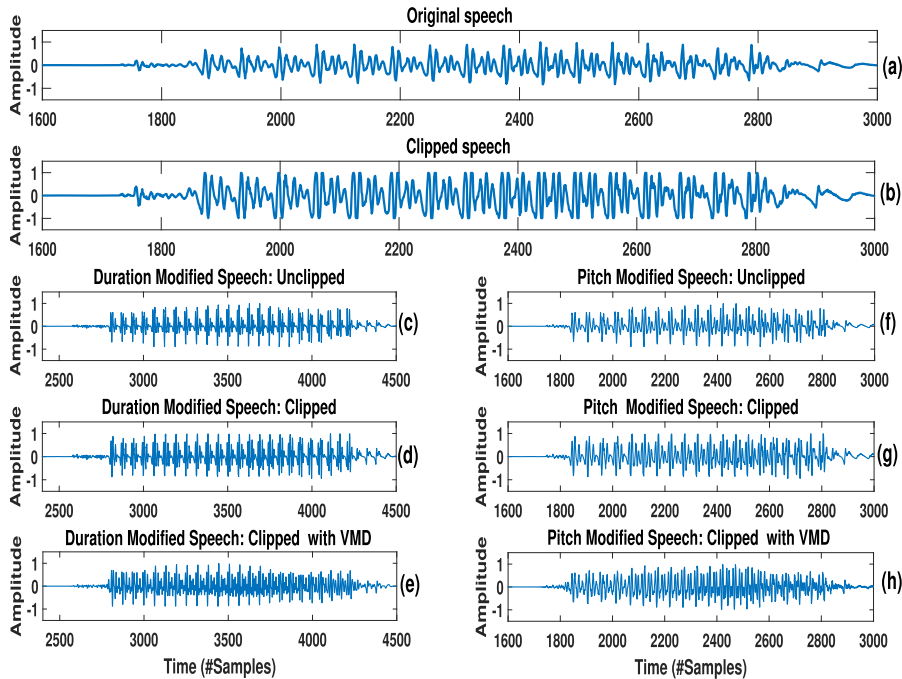 Original speech
Amplitude
1
0
-1
(a)
1600 1800 2000 2200 2400 2600 2800 3000
Clipped speech
Amplitude
1
0
-1
(b)
1600 1800 2000 2200 2400 2600 2800 3000
Duration Modified Speech: Unclipped
Amplitude
1
0
-1
(c)
2500 3000 3500 4000 4500
Pitch Modified Speech: Unclipped
Amplitude
1
0
-1
(f)
1600 1800 2000 2200 2400 2600 2800 3000
Duration Modified Speech: Clipped
Amplitude
1
0
-1
(d)
2500 3000 3500 4000 4500
Pitch Modified Speech: Clipped
Amplitude
1
0
-1
(g)
1600 1800 2000 2200 2400 2600 2800 3000
Duration Modified Speech: Clipped with VMD
Amplitude
1
0
-1
(e)
2500 3000 3500 4000 4500
Time (#Samples)
Pitch Modified Speech: Clipped with VMD
Amplitude
1
0
-1
(h)
1600 1800 2000 2200 2400 2600 2800 3000
Time (#Samples)